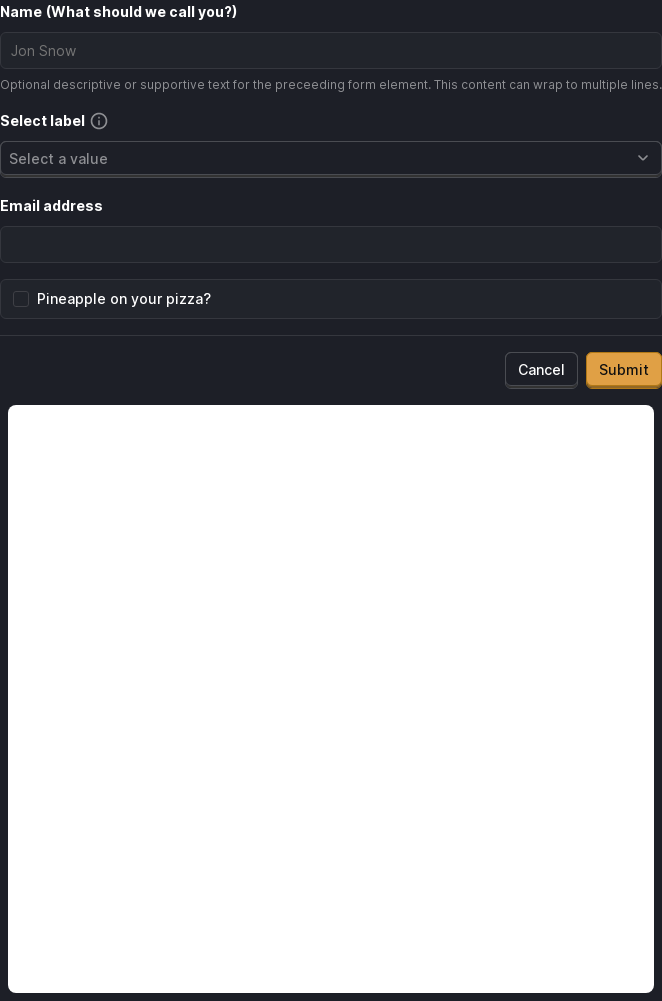 Name (What should we call you?)
Jon Snow
Optional descriptive or supportive text for the preceeding form element. This content can wrap to multiple lines.
Select label
Select a value
Email address
Pineapple on your pizza?
Cancel Submit